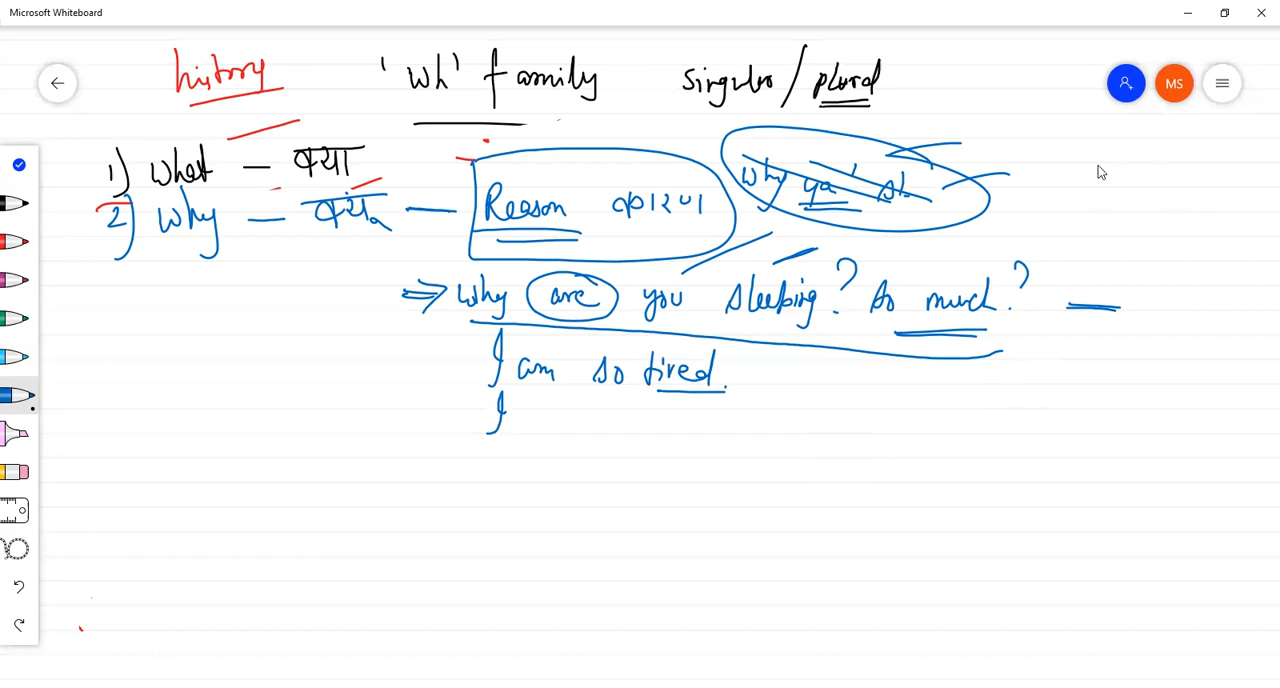 Microsoft Whiteboard
history 'wh' family singular / plural
MS
1) what — क्या
2) why — क्यों — Reason कारण why
⇒ why are you sleeping? so much?
I am so tired.
I